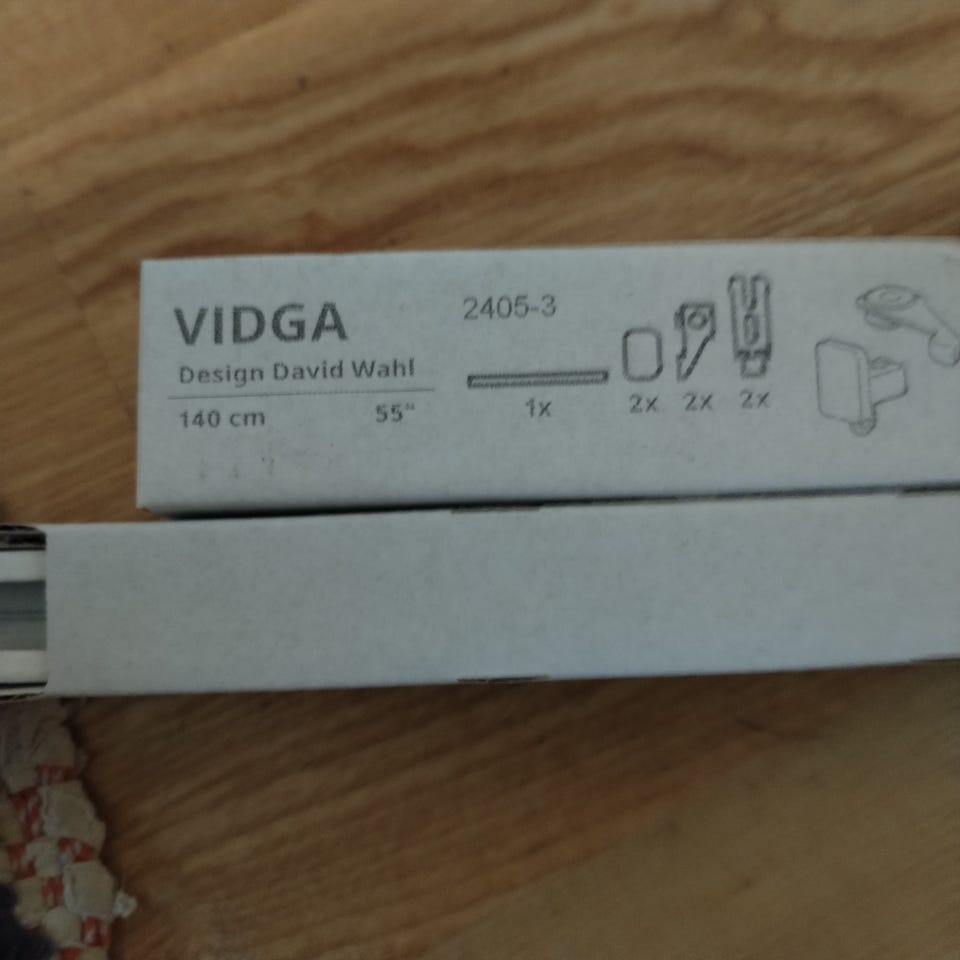 VIDGA
Design David Wahl
140 cm 55"
2405-3
1x 2x 2x 2x